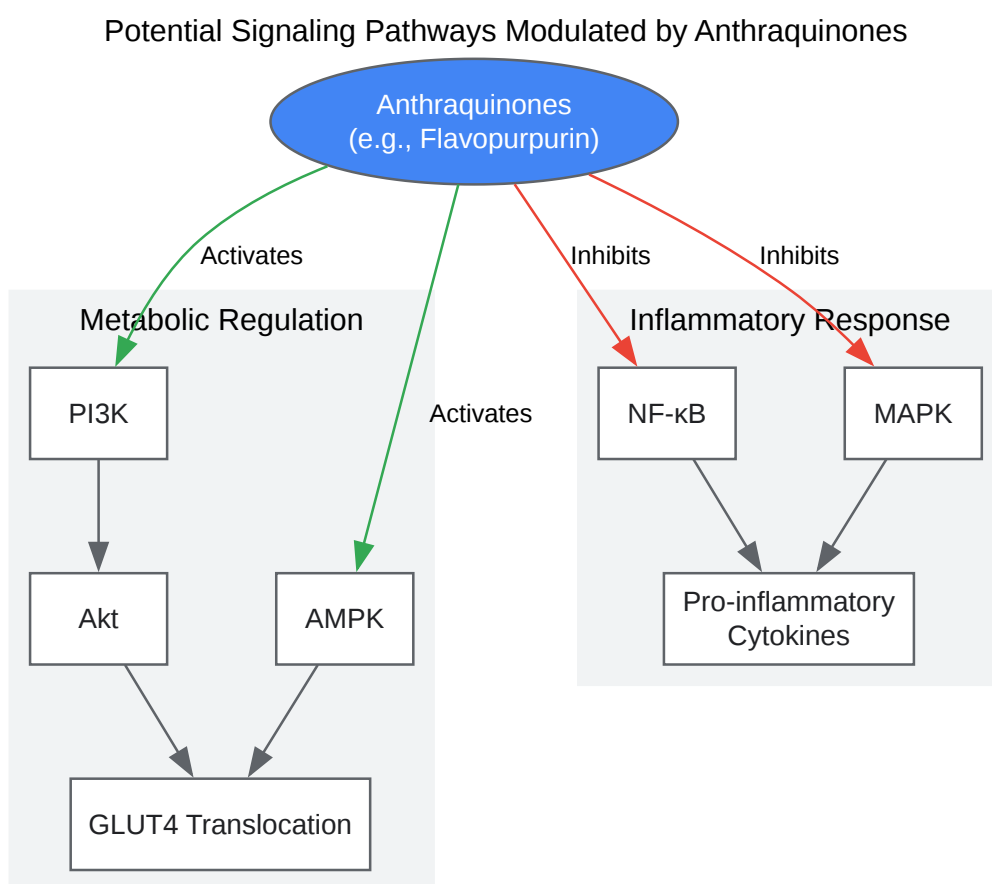 Potential Signaling Pathways Modulated by Anthraquinones
Anthraquinones
(e.g., Flavopurpurin)
Activates
Inhibits
Inhibits
Metabolic Regulation
Inflammatory Response
PI3K
Activates
NF-κB
MAPK
Akt
AMPK
Pro-inflammatory
Cytokines
GLUT4 Translocation